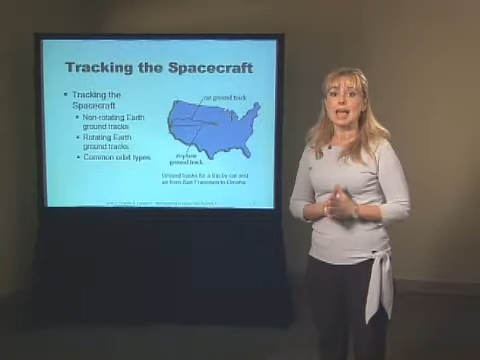 Tracking the Spacecraft
Tracking the
Spacecraft
Non-rotating Earth
ground tracks
Rotating Earth
ground tracks
Common orbit types
car ground track
airplane
ground track
Ground tracks for a trip by car and
air from San Francisco to Omaha